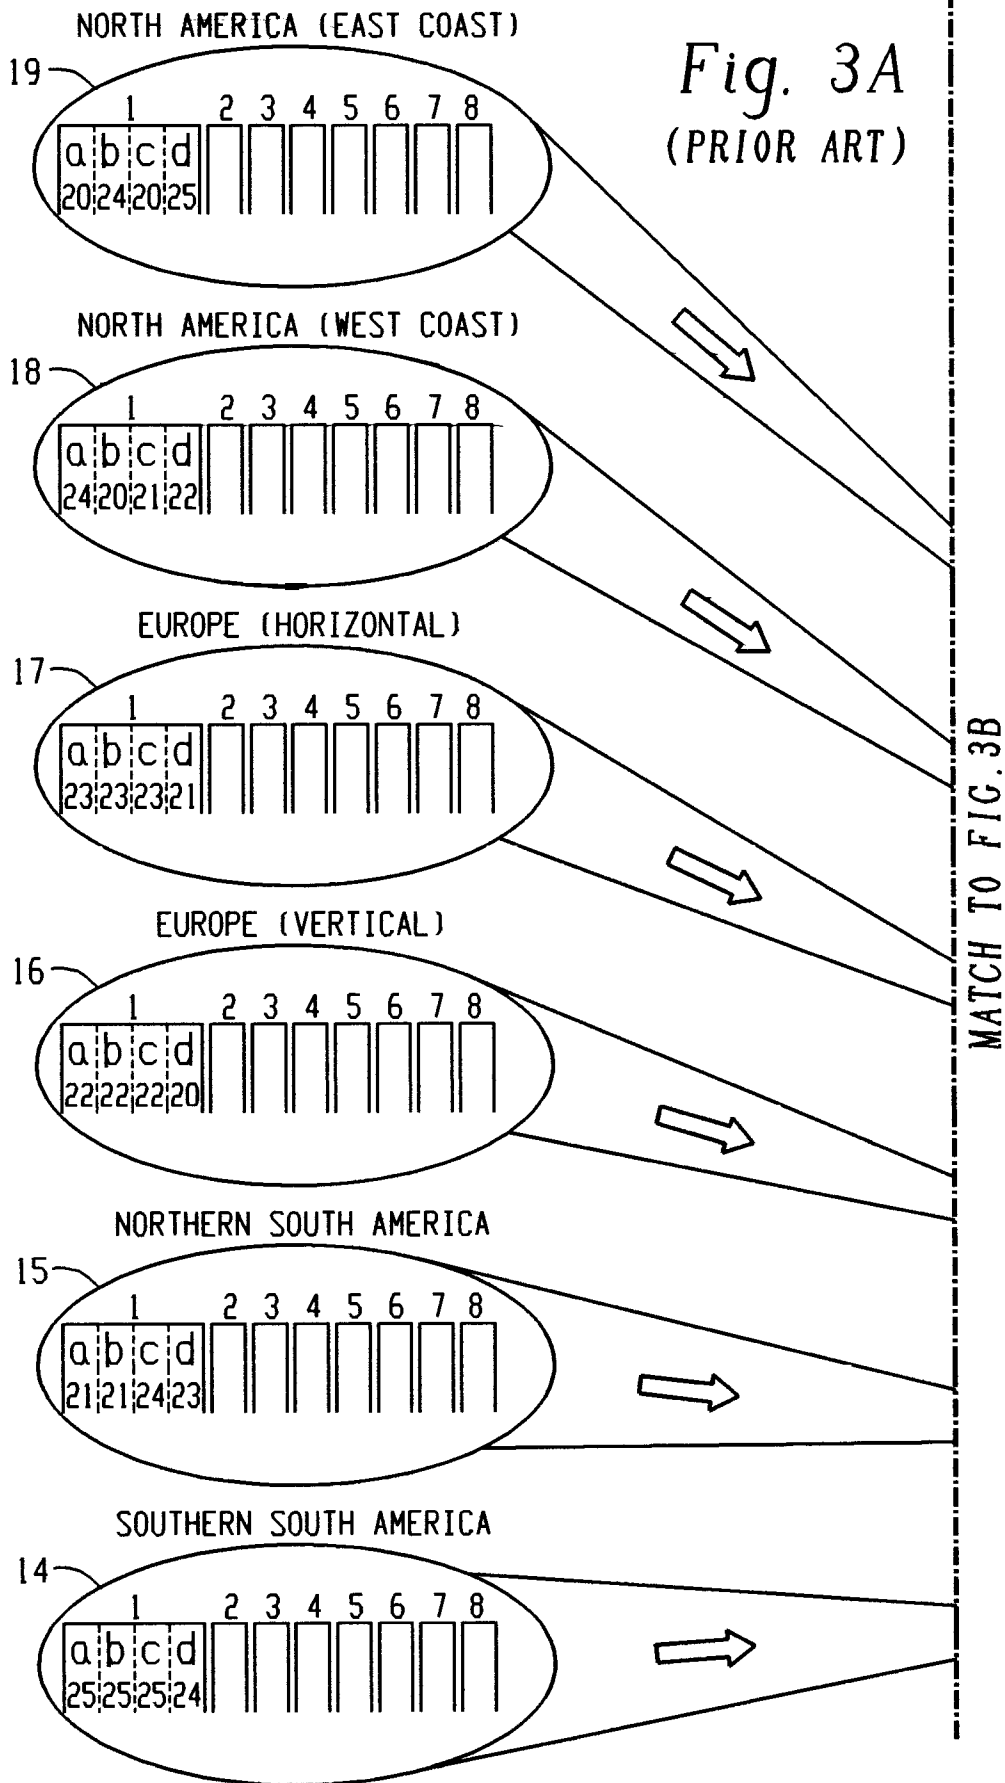 NORTH AMERICA (EAST COAST)
Fig. 3A
(PRIOR ART)
19
1 2 3 4 5 6 7 8
a b c d
20 24 20 25
NORTH AMERICA (WEST COAST)
18
1 2 3 4 5 6 7 8
a b c d
24 20 21 22
EUROPE (HORIZONTAL)
17
1 2 3 4 5 6 7 8
a b c d
23 23 23 21
MATCH TO FIG. 3B
EUROPE (VERTICAL)
16
1 2 3 4 5 6 7 8
a b c d
22 22 22 20
NORTHERN SOUTH AMERICA
15
1 2 3 4 5 6 7 8
a b c d
21 21 24 23
SOUTHERN SOUTH AMERICA
14
1 2 3 4 5 6 7 8
a b c d
25 25 25 24